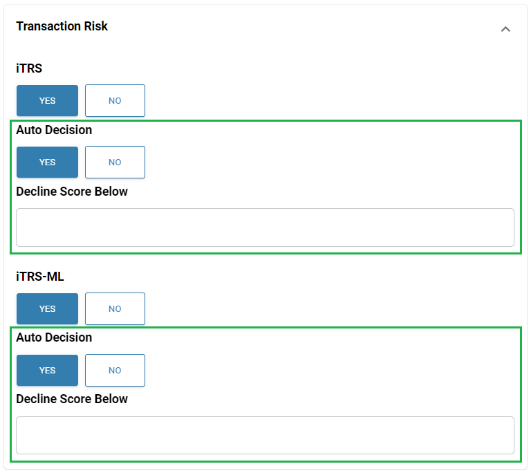 Transaction Risk
iTRS
YES NO
Auto Decision
YES NO
Decline Score Below
iTRS-ML
YES NO
Auto Decision
YES NO
Decline Score Below